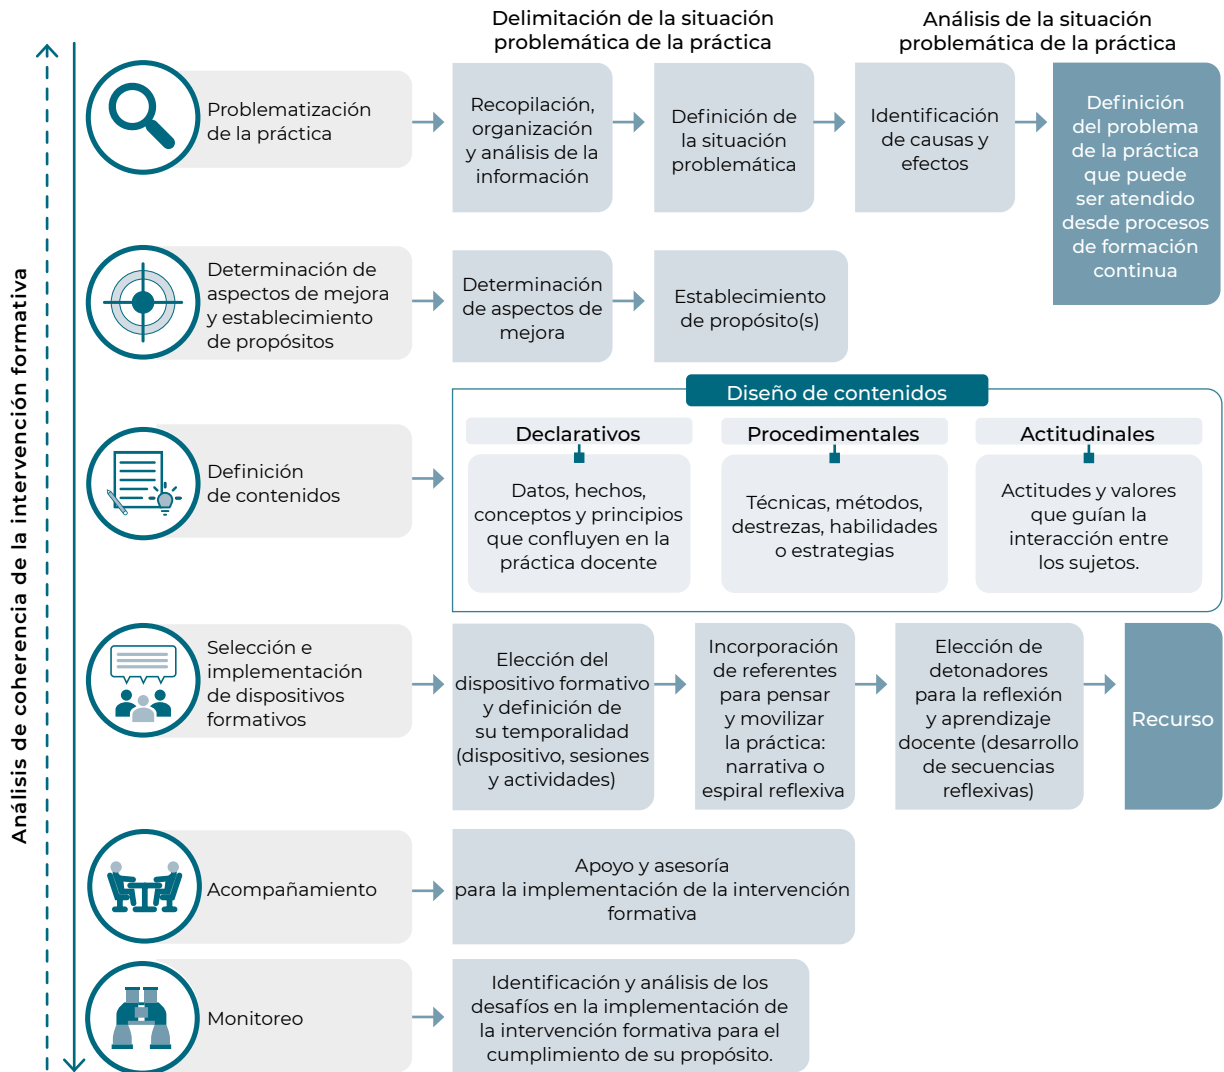 Delimitación de la situación
problemática de la práctica
Análisis de la situación
problemática de la práctica
Análisis de coherencia de la intervención formativa
Problematización
de la práctica
Recopilación,
organización
y análisis de la
información
Definición de
la situación
problemática
Identificación
de causas y
efectos
Definición
del problema
de la práctica
que puede
ser atendido
desde procesos
de formación
continua
Determinación de
aspectos de mejora
y establecimiento
de propósitos
Determinación
de aspectos de
mejora
Establecimiento
de propósito(s)
Definición
de contenidos
Diseño de contenidos
Declarativos
Datos, hechos,
conceptos y principios
que confluyen en la
práctica docente
Procedimentales
Técnicas, métodos,
destrezas, habilidades
o estrategias
Actitudinales
Actitudes y valores
que guían la
interacción entre
los sujetos.
Selección e
implementación
de dispositivos
formativos
Elección del
dispositivo formativo
y definición de
su temporalidad
(dispositivo, sesiones
y actividades)
Incorporación
de referentes
para pensar
y movilizar
la práctica:
narrativa o
espiral reflexiva
Elección de
detonadores
para la reflexión
y aprendizaje
docente (desarrollo
de secuencias
reflexivas)
Recurso
Acompañamiento
Apoyo y asesoría
para la implementación de la intervención
formativa
Monitoreo
Identificación y análisis de los
desafíos en la implementación de
la intervención formativa para el
cumplimiento de su propósito.